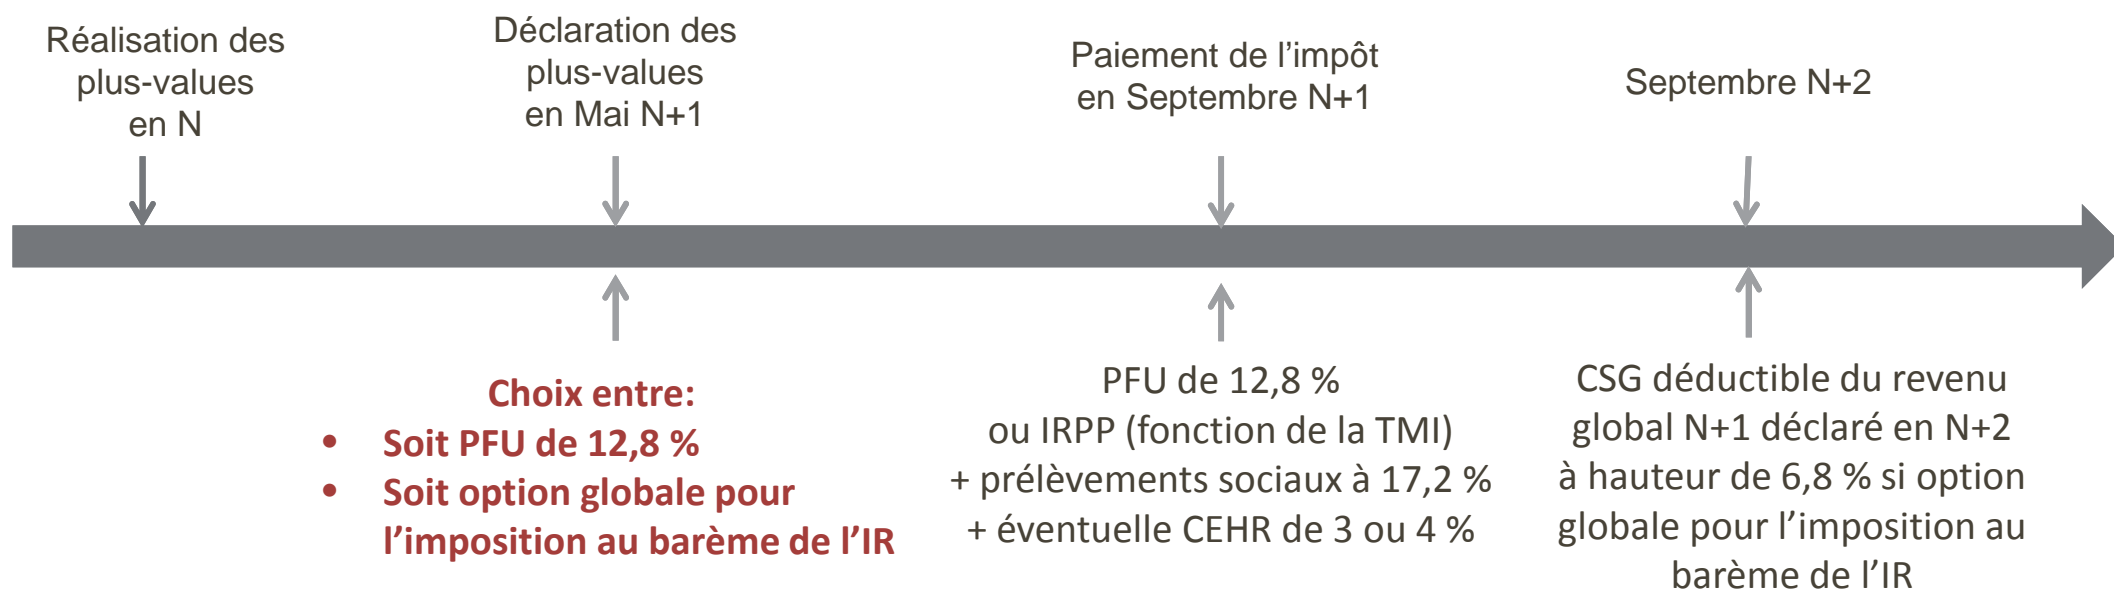 Réalisation des
plus-values
en N
Déclaration des
plus-values
en Mai N+1
Paiement de l'impôt
en Septembre N+1
Septembre N+2
Choix entre:
• Soit PFU de 12,8 %
• Soit option globale pour
l'imposition au barème de l'IR
PFU de 12,8 %
ou IRPP (fonction de la TMI)
+ prélèvements sociaux à 17,2 %
+ éventuelle CEHR de 3 ou 4 %
CSG déductible du revenu
global N+1 déclaré en N+2
à hauteur de 6,8 % si option
globale pour l'imposition au
barème de l'IR